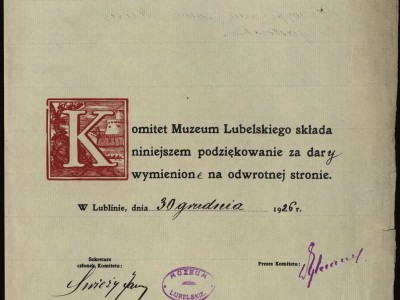 Komitet Muzeum Lubelskiego składa
niniejszem podziękowanie za dary
wymienione na odwrotnej stronie.
W Lublinie, dnia 30 grudnia 1926 r.
Sekretarz
członek Komitetu:
Prezes Komitetu:
MUZEUM
LUBELSKIE